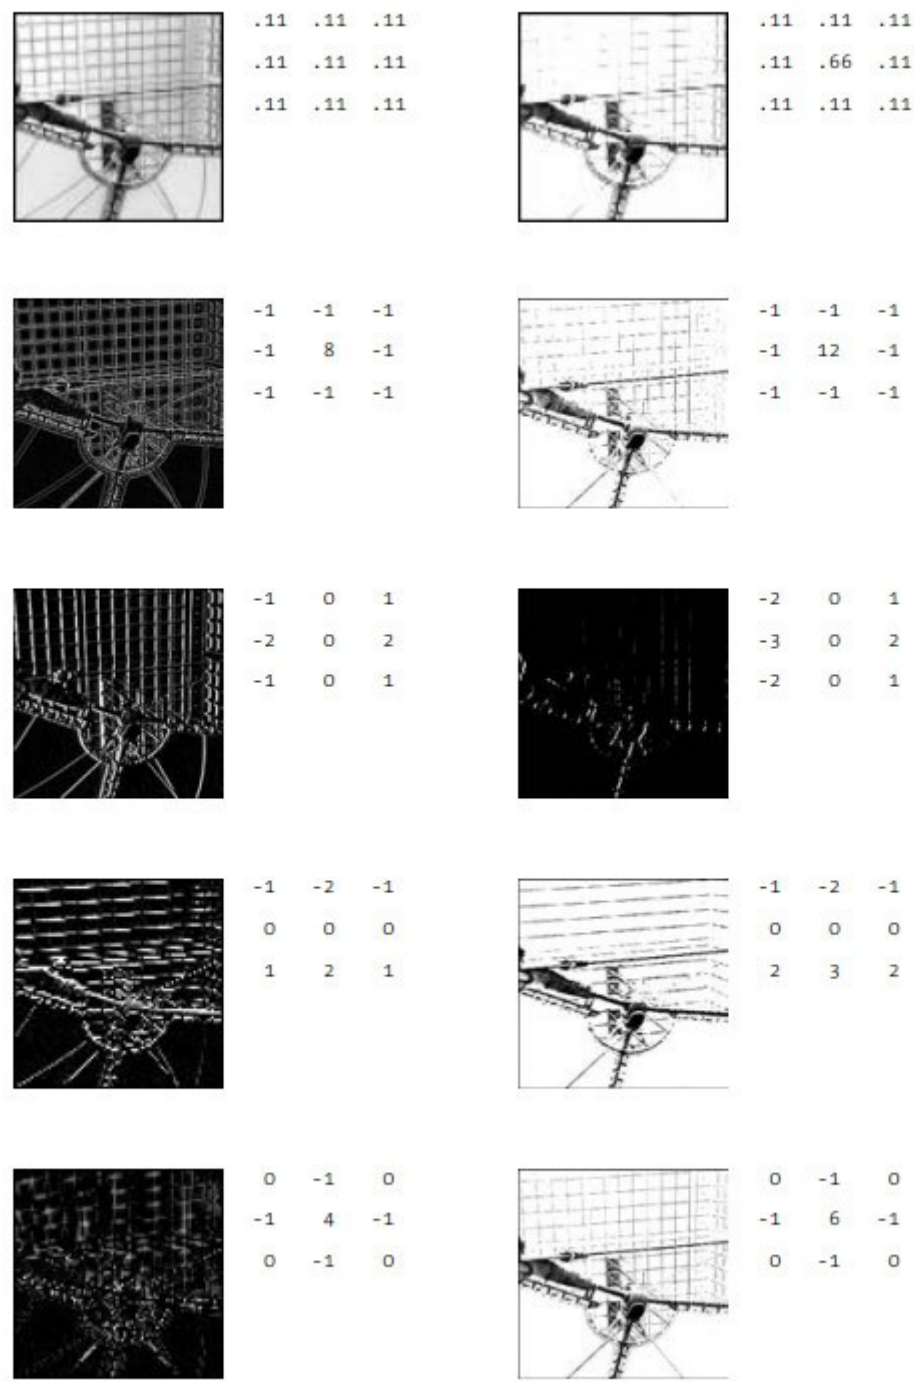 .11 .11 .11 .11 .11 .11
.11 .11 .11 .11 .66 .11
.11 .11 .11 .11 .11 .11
-1 -1 -1 -1 -1 -1
-1 8 -1 -1 12 -1
-1 -1 -1 -1 -1 -1
-1 0 1 -2 0 1
-2 0 2 -3 0 2
-1 0 1 -2 0 1
-1 -2 -1 -1 -2 -1
0 0 0 0 0 0
1 2 1 2 3 2
0 -1 0 0 -1 0
-1 4 -1 -1 6 -1
0 -1 0 0 -1 0